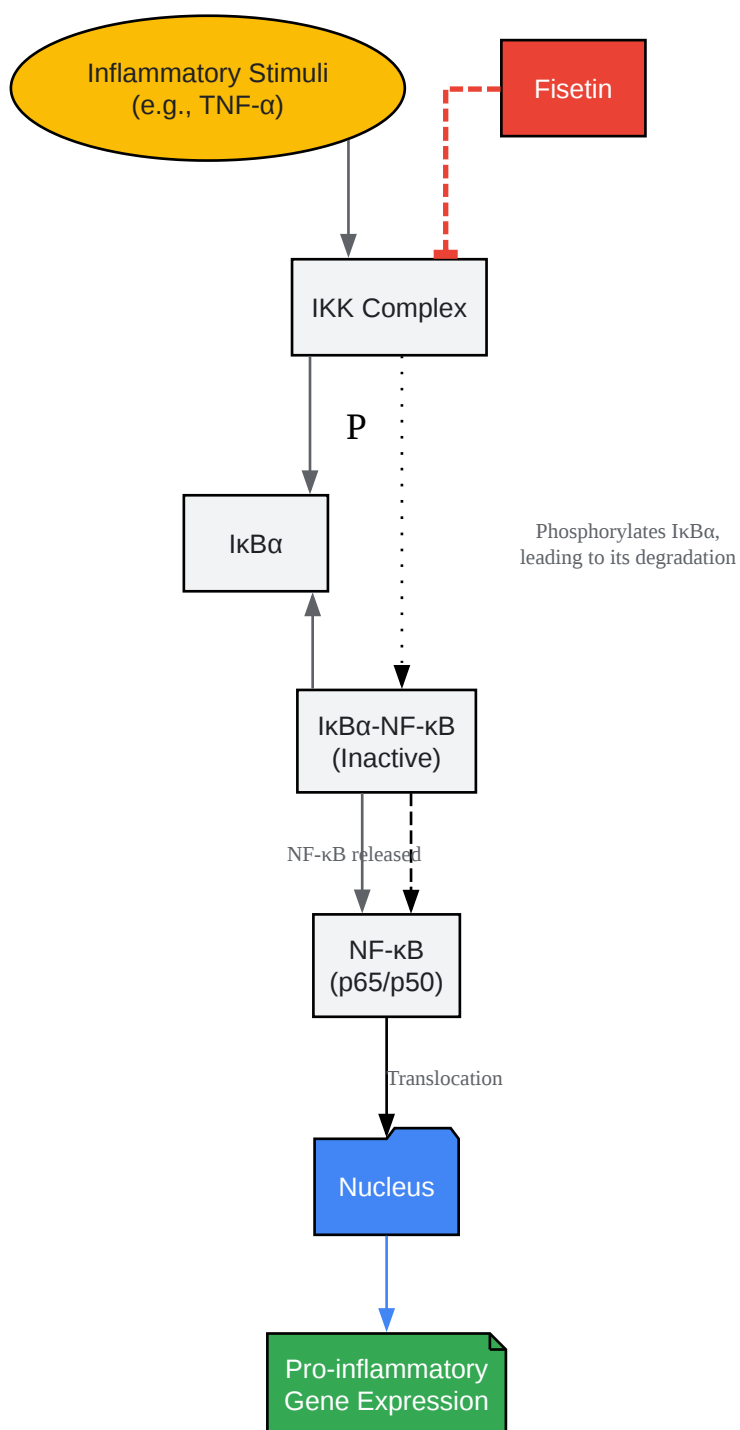 Inflammatory Stimuli
(e.g., TNF-α)
Fisetin
IKK Complex
P
IκBα
Phosphorylates IκBα,
leading to its degradation
IκBα-NF-κB
(Inactive)
NF-κB released
NF-κB
(p65/p50)
Translocation
Nucleus
Pro-inflammatory
Gene Expression